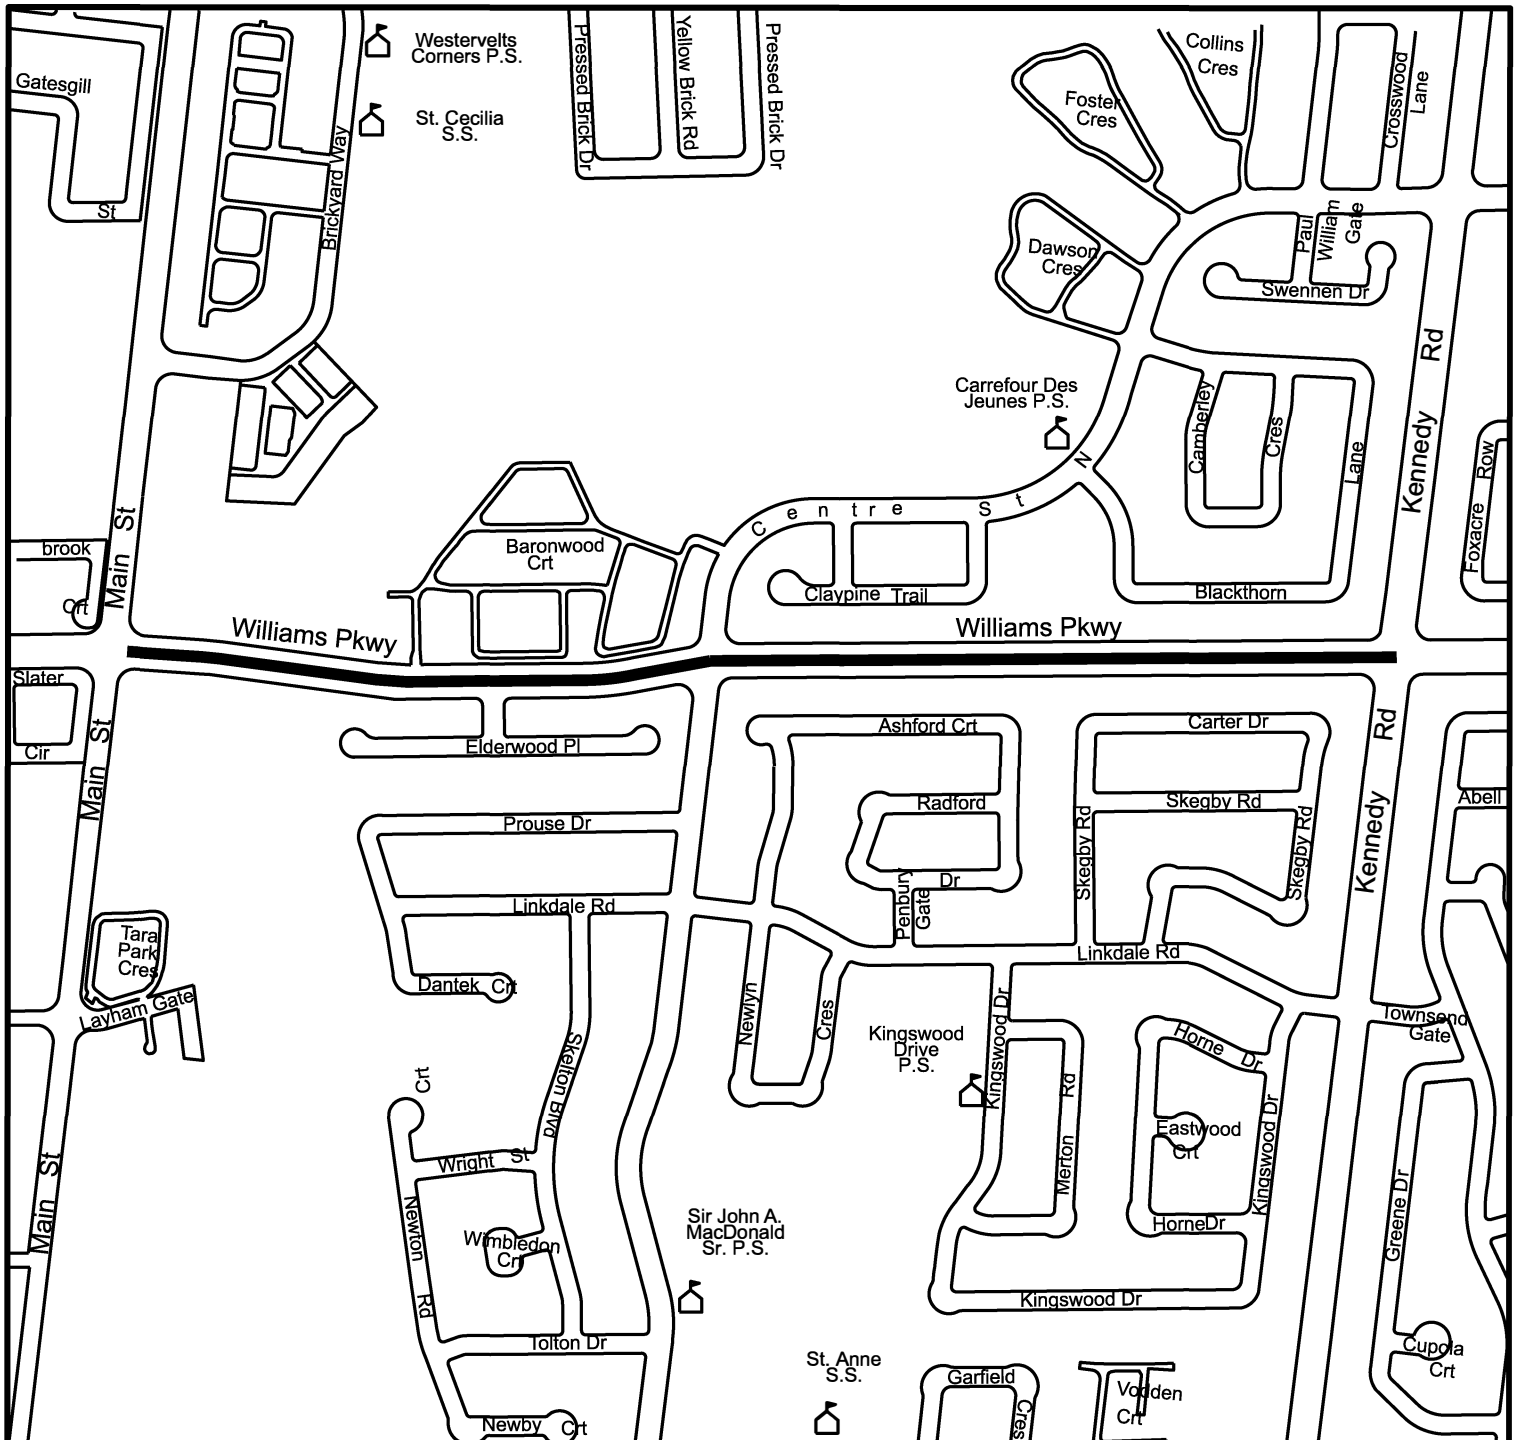 Westervelts
Corners P.S.
St. Cecilia
S.S.
Gatesgill
St
Brickyard Way
Pressed Brick Dr
Yellow Brick Rd
Pressed Brick Dr
Collins
Cres
Crosswood
Lane
Foster
Cres
Dawson
Cres
Paul
William
Gate
Swennen Dr
Kennedy Rd
Carrefour Des
Jeunes P.S.
Camberley
Cres
Lane
Foxacre Row
Centre St N
Main St
brook
Crt
Baronwood
Crt
Claypine Trail
Blackthorn
Williams Pkwy
Williams Pkwy
Slater
Cir
Main St
Elderwood Pl
Ashford Crt
Carter Dr
Kennedy Rd
Radford
Dr
Skegby Rd
Skegby Rd
Skegby Rd
Abell
Prouse Dr
Penbury
Gate
Linkdale Rd
Linkdale Rd
Tara
Park
Cres
Layham Gate
Dantek Crt
Newlyn
Cres
Kingswood
Drive
P.S.
Kingswood Dr
Townsend
Gate
Horne Dr
Skelton Blvd
Merton Rd
Eastwood
Crt
Kingswood Dr
Crt
Wright St
Main St
Newton Rd
Wimbledon
Crt
Sir John A.
MacDonald
Sr. P.S.
HorneDr
Greene Dr
Kingswood Dr
Tolton Dr
St. Anne
S.S.
Garfield
Cres
Vodden
Crt
Cupola
Crt
Newby Crt